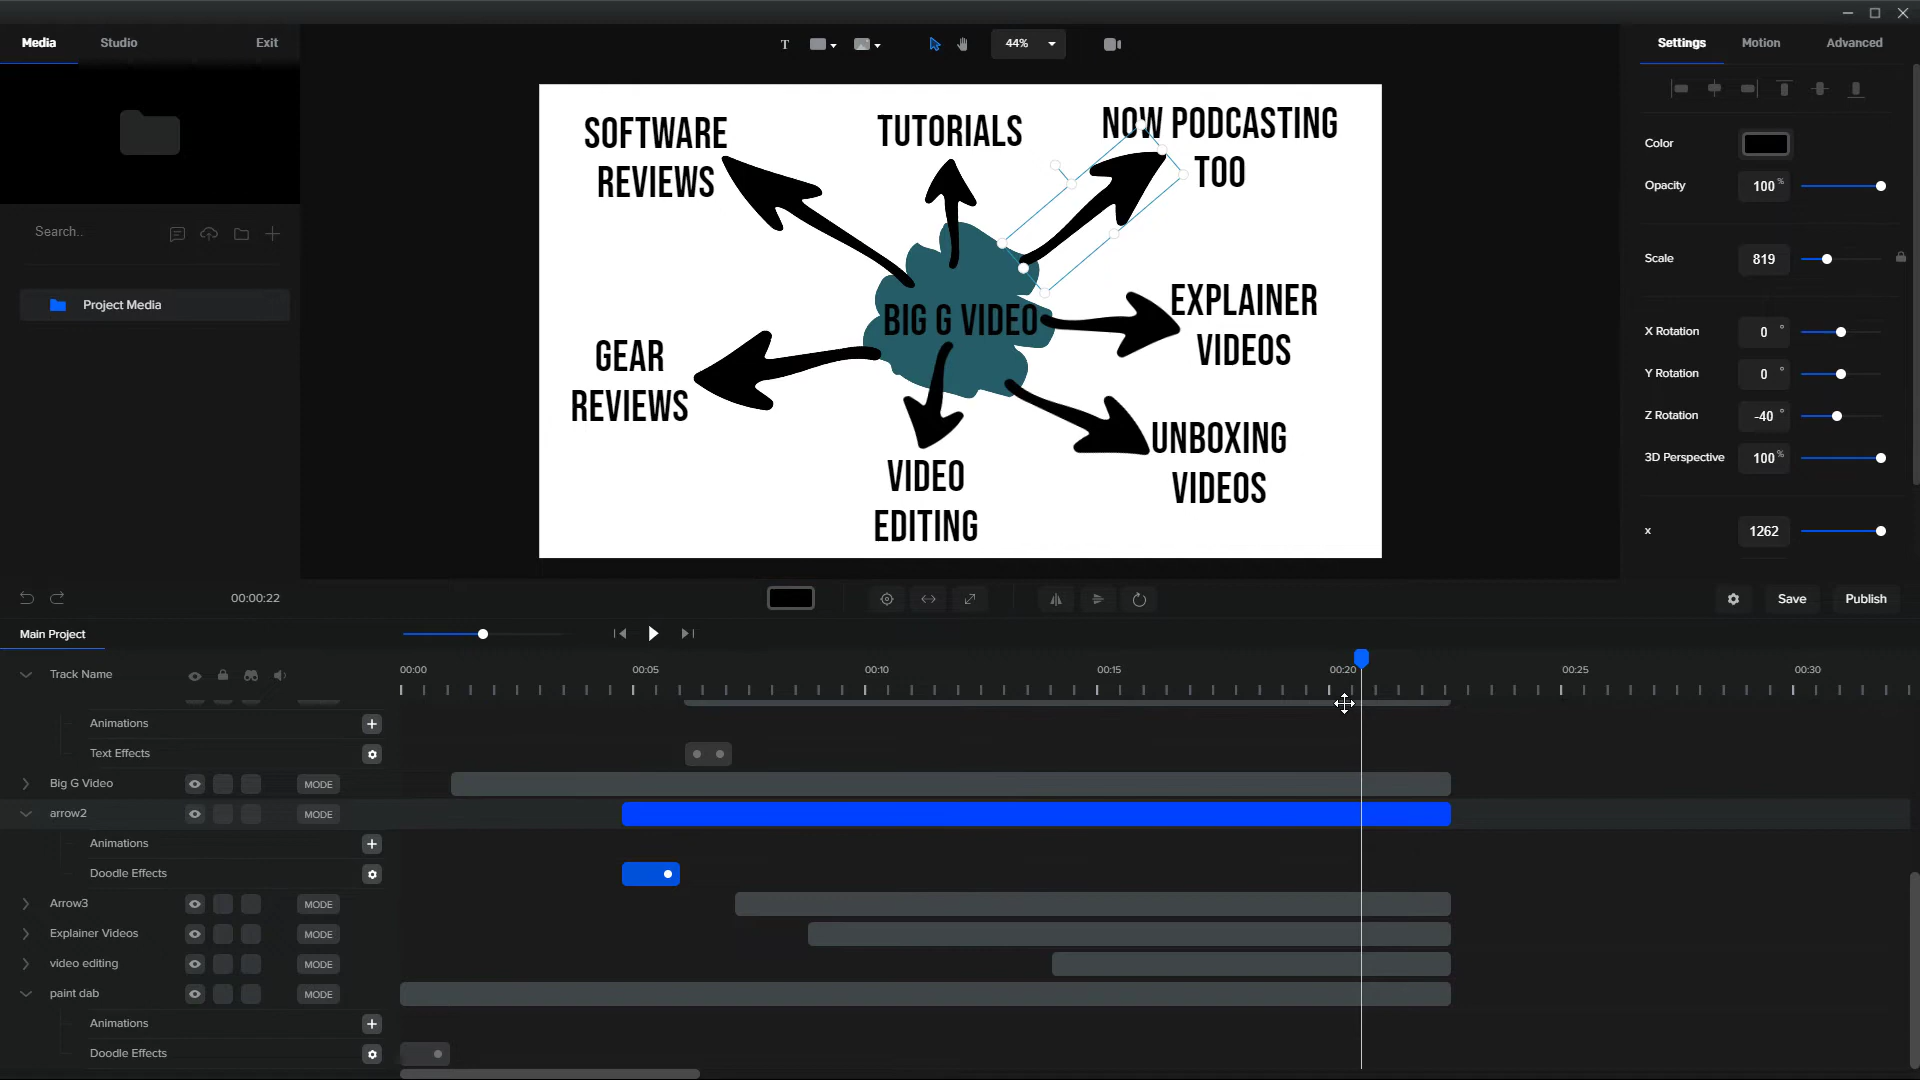 Media
Studio
Exit
T
44%
Settings
Motion
Advanced
SOFTWARE
REVIEWS
TUTORIALS
NOW PODCASTING
TOO
BIG G VIDEO
EXPLAINER
VIDEOS
GEAR
REVIEWS
UNBOXING
VIDEOS
VIDEO
EDITING
Search..
Project Media
Color
Opacity
100 %
Scale
819
X Rotation
0 °
Y Rotation
0 °
Z Rotation
-40 °
3D Perspective
100 %
x
1262
00:00:22
Save
Publish
Main Project
Track Name
00:00
00:05
00:10
00:15
00:20
00:25
00:30
Animations
Text Effects
Big G Video
MODE
arrow2
MODE
Animations
Doodle Effects
Arrow3
MODE
Explainer Videos
MODE
video editing
MODE
paint dab
MODE
Animations
Doodle Effects